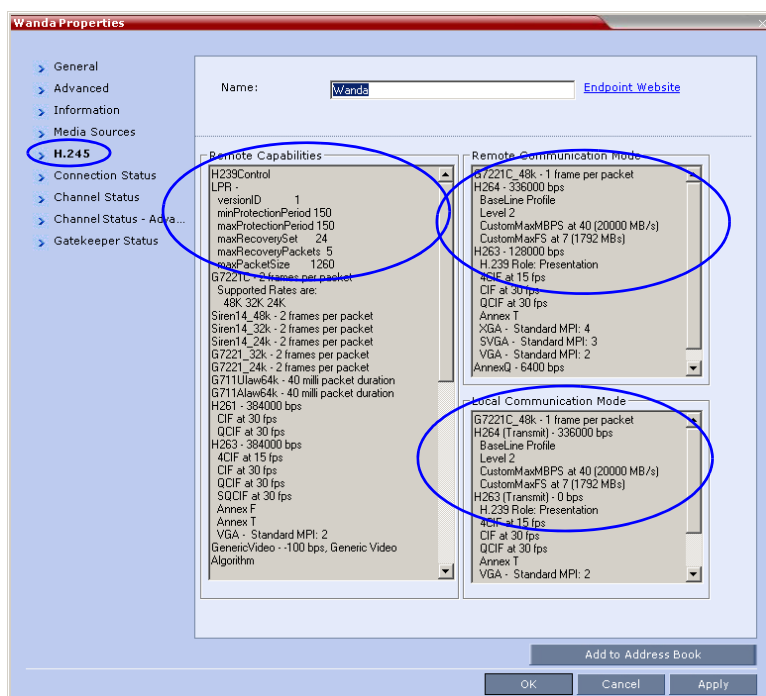 Wanda Properties
General
Advanced
Information
Media Sources
H.245
Connection Status
Channel Status
Channel Status - Adva...
Gatekeeper Status
Name: Wanda Endpoint Website
Remote Capabilities
H239Control
LPR -
versionID 1
minProtectionPeriod 150
maxProtectionPeriod 150
maxRecoverySet 24
maxRecoveryPackets 5
maxPacketSize 1260
G7221C - 2 frames per packet
Supported Rates are:
48K 32K 24K
Siren14_48k - 2 frames per packet
Siren14_32k - 2 frames per packet
Siren14_24k - 2 frames per packet
G7221_32k - 2 frames per packet
G7221_24k - 2 frames per packet
G711Ulaw64k - 40 milli packet duration
G711Alaw64k - 40 milli packet duration
H261 - 384000 bps
CIF at 30 fps
QCIF at 30 fps
H263 - 384000 bps
4CIF at 15 fps
CIF at 30 fps
QCIF at 30 fps
SQCIF at 30 fps
Annex F
Annex T
VGA - Standard MPI: 2
GenericVideo - -100 bps, Generic Video
Algorithm
Remote Communication Mode
G7221C_48k - 1 frame per packet
H264 - 336000 bps
BaseLine Profile
Level 2
CustomMaxMBPS at 40 (20000 MB/s)
CustomMaxFS at 7 (1792 MBs)
H263 - 128000 bps
H.239 Role: Presentation
4CIF at 15 fps
CIF at 30 fps
QCIF at 30 fps
Annex T
XGA - Standard MPI: 4
SVGA - Standard MPI: 3
VGA - Standard MPI: 2
AnnexQ - 6400 bps
Local Communication Mode
G7221C_48k - 1 frame per packet
H264 (Transmit) - 336000 bps
BaseLine Profile
Level 2
CustomMaxMBPS at 40 (20000 MB/s)
CustomMaxFS at 7 (1792 MBs)
H263 (Transmit) - 0 bps
H.239 Role: Presentation
4CIF at 15 fps
CIF at 30 fps
QCIF at 30 fps
Annex T
VGA - Standard MPI: 2
Add to Address Book
OK Cancel Apply